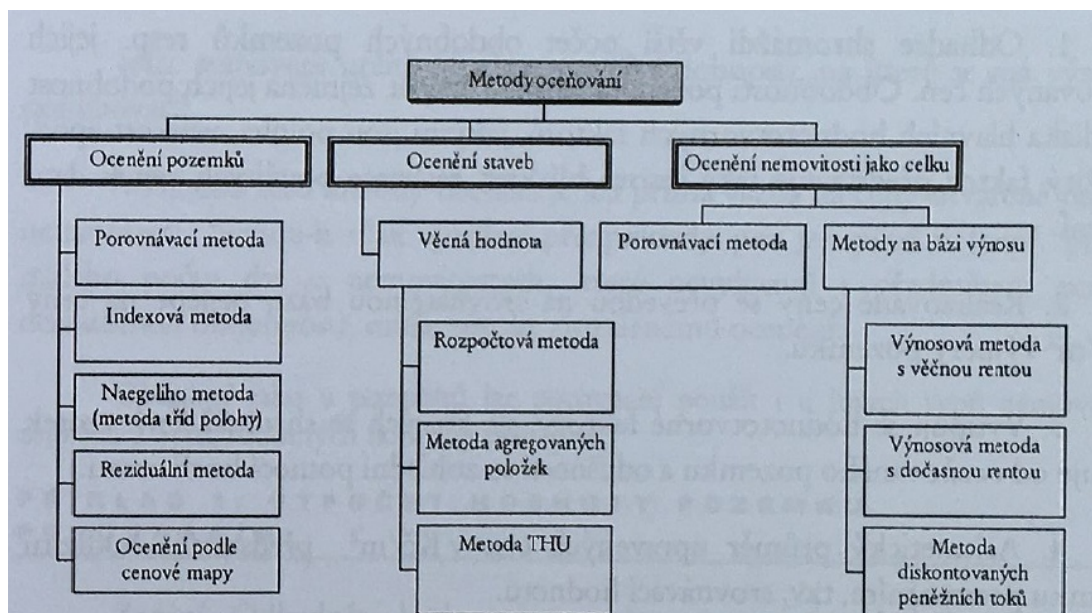 Metody oceňování
Ocenění pozemků
Ocenění staveb
Ocenění nemovitosti jako celku
Porovnávací metoda
Věcná hodnota
Porovnávací metoda
Metody na bázi výnosu
Indexová metoda
Rozpočtová metoda
Výnosová metoda
s věčnou rentou
Naegeliho metoda
(metoda tříd polohy)
Metoda agregovaných
položek
Výnosová metoda
s dočasnou rentou
Reziduální metoda
Ocenění podle
cenové mapy
Metoda THU
Metoda
diskontovaných
peněžních toků